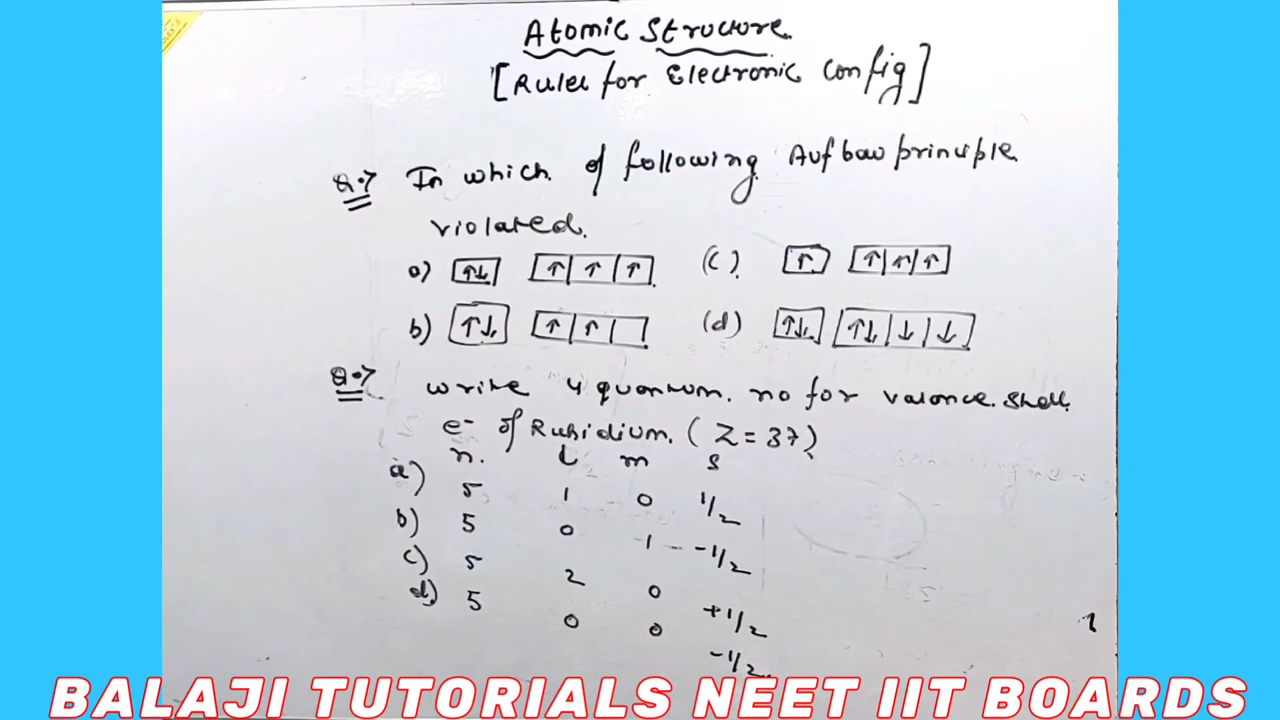 Atomic Structure.
[Rules for Electronic Config]
Q.7 In which of following Aufbau principle
violated.
a) ↑↓ ↑ ↑ ↑ (c) ↑ ↑ ↑ ↑
b) ↑↓ ↑ ↑ (d) ↑↓ ↑↓ ↓ ↓
Q.7 write 4 quantum. no for valance. shell
e- of Rubidium. (Z = 37)
n. l m s
a) 5 1 0 1/2
b) 5 0 1 -1/2
c) 5 2 0 +1/2
d) 5 0 0 -1/2
BALAJI TUTORIALS NEET IIT BOARDS